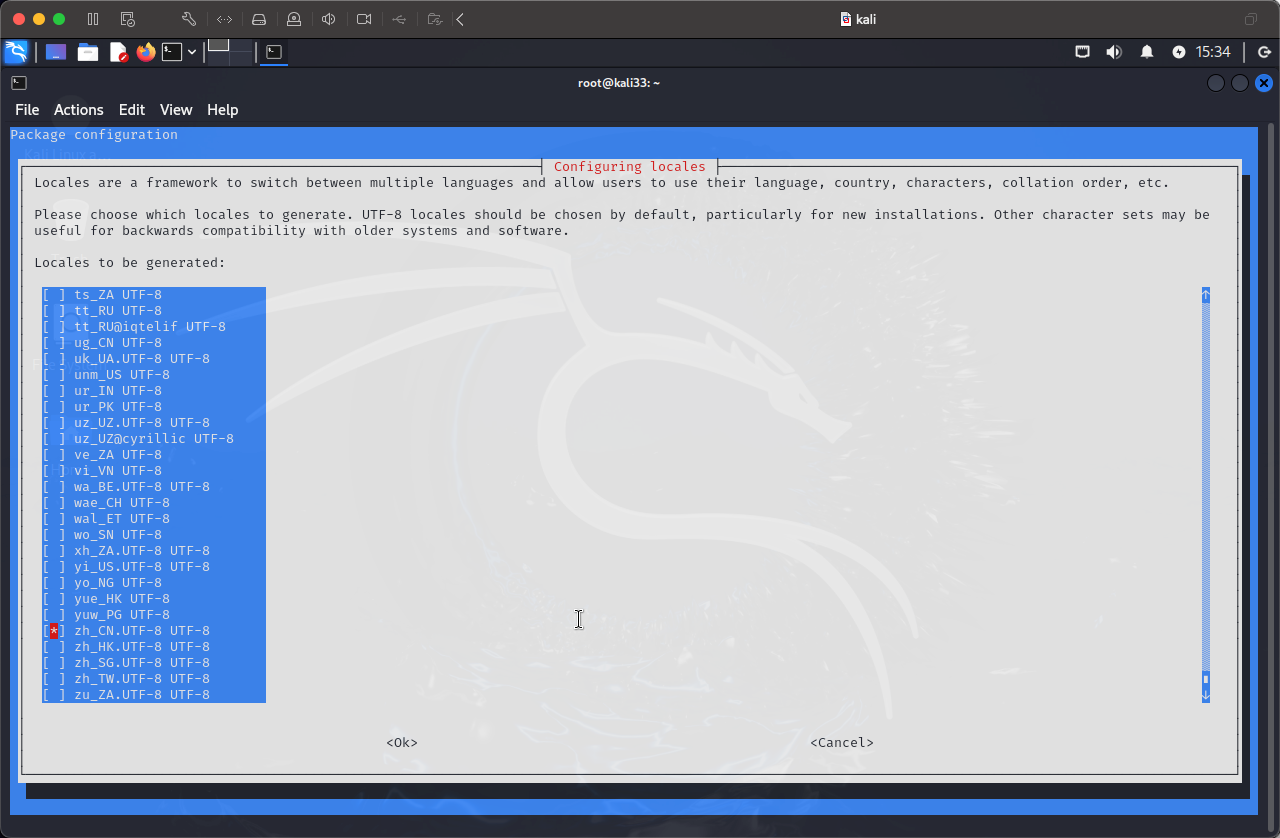 kali
15:34
root@kali33: ~
File Actions Edit View Help
Package configuration
Configuring locales
Locales are a framework to switch between multiple languages and allow users to use their language, country, characters, collation order, etc.
Please choose which locales to generate. UTF-8 locales should be chosen by default, particularly for new installations. Other character sets may be
useful for backwards compatibility with older systems and software.
Locales to be generated:
[ ] ts_ZA UTF-8
[ ] tt_RU UTF-8
[ ] tt_RU@iqtelif UTF-8
[ ] ug_CN UTF-8
[ ] uk_UA.UTF-8 UTF-8
[ ] unm_US UTF-8
[ ] ur_IN UTF-8
[ ] ur_PK UTF-8
[ ] uz_UZ.UTF-8 UTF-8
[ ] uz_UZ@cyrillic UTF-8
[ ] ve_ZA UTF-8
[ ] vi_VN UTF-8
[ ] wa_BE.UTF-8 UTF-8
[ ] wae_CH UTF-8
[ ] wal_ET UTF-8
[ ] wo_SN UTF-8
[ ] xh_ZA.UTF-8 UTF-8
[ ] yi_US.UTF-8 UTF-8
[ ] yo_NG UTF-8
[ ] yue_HK UTF-8
[ ] yuw_PG UTF-8
[*] zh_CN.UTF-8 UTF-8
[ ] zh_HK.UTF-8 UTF-8
[ ] zh_SG.UTF-8 UTF-8
[ ] zh_TW.UTF-8 UTF-8
[ ] zu_ZA.UTF-8 UTF-8
<Ok> <Cancel>